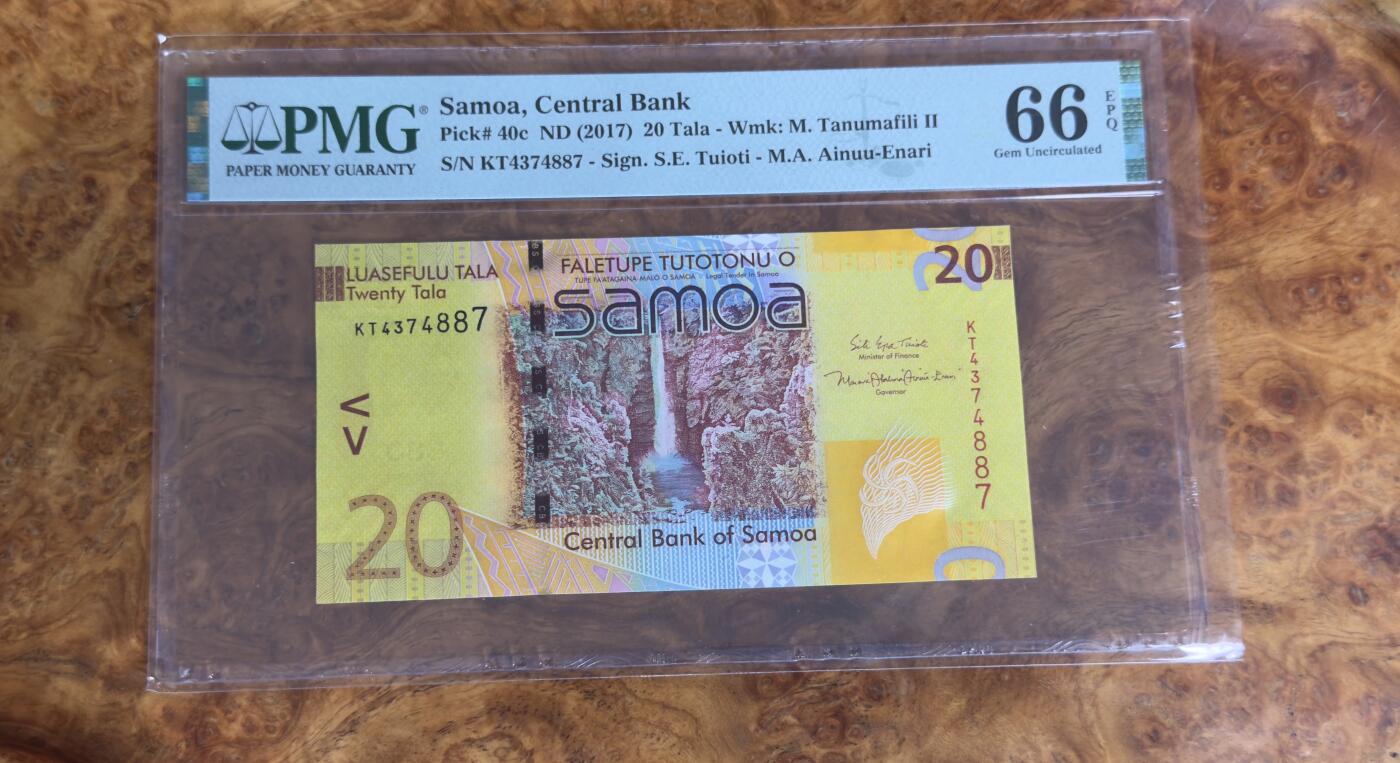 PMG®
PAPER MONEY GUARANTY
Samoa, Central Bank
Pick# 40c ND (2017) 20 Tala - Wmk: M. Tanumafili II
S/N KT4374887 - Sign. S.E. Tuioti - M.A. Ainuu-Enari
66
EPQ
Gem Uncirculated
LUASEFULU TALA
Twenty Tala
KT4374887
FALETUPE TUTOTONU O
TUPE FA'ATAGAINA-MALO O SAMOA Legal Tender In Samoa
samoa
20
Minister of Finance
Governor
KT4374887
20
Central Bank of Samoa